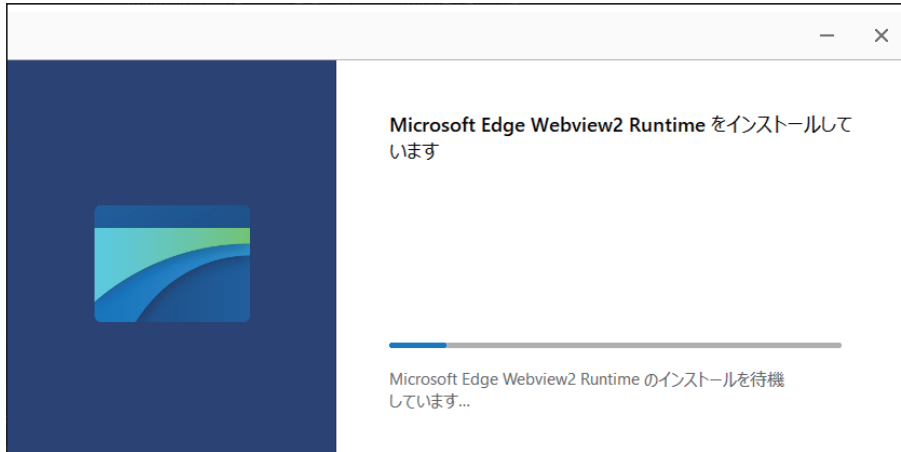 Microsoft Edge Webview2 Runtime をインストールして
います
Microsoft Edge Webview2 Runtime のインストールを待機
しています...